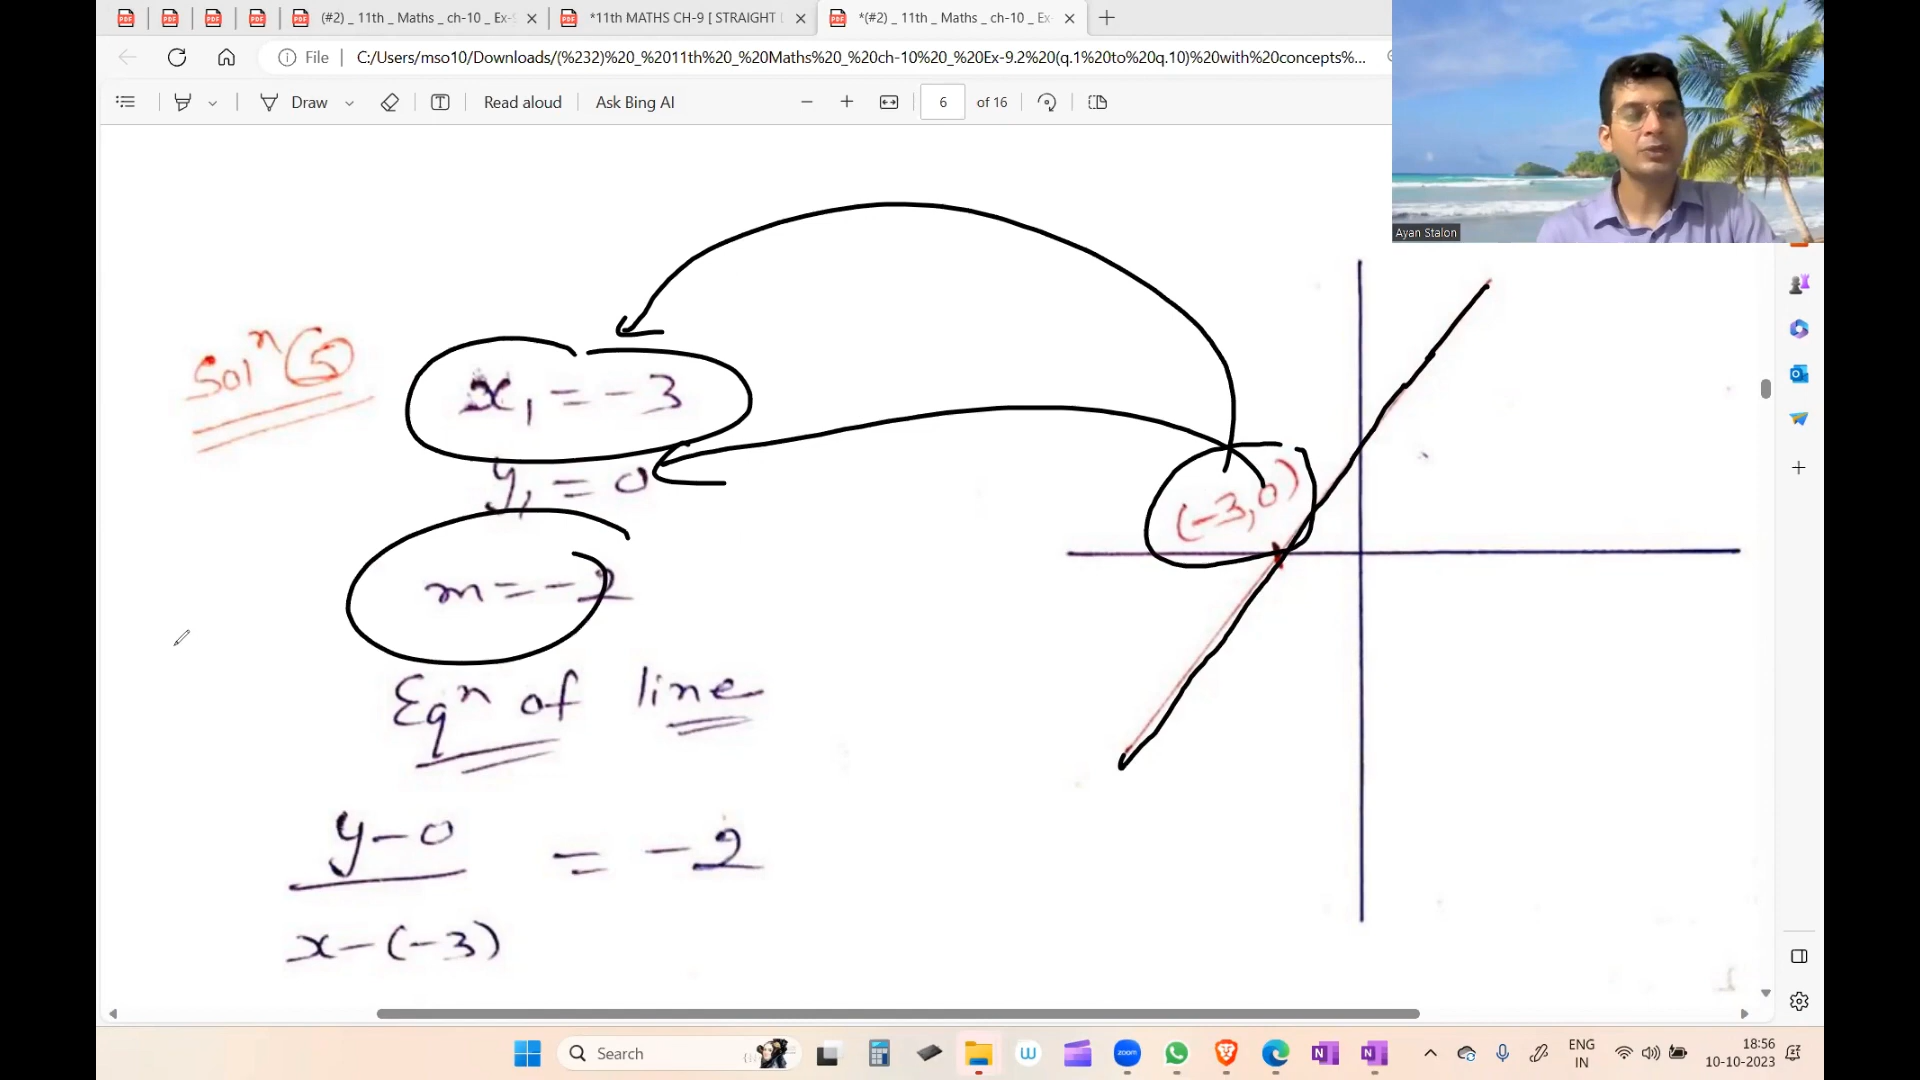 (#2) _ 11th _ Maths _ ch-10 _ Ex-9
*11th MATHS CH-9 [ STRAIGHT L
*(#2) _ 11th _ Maths _ ch-10 _ Ex-
File
C:/Users/mso10/Downloads/(%232)%20_%2011th%20_%20Maths%20_%20ch-10%20_%20Ex-9.2%20(q.1%20to%20q.10)%20with%20concepts%...
Draw
Read aloud
Ask Bing AI
6 of 16
Ayan Stalon
Solⁿ 5
x₁ = -3
y₁ = 0
(-3,0)
m = -2
Eqⁿ of line
y - 0
= -2
x - (-3)
Search
ENG
IN
18:56
10-10-2023